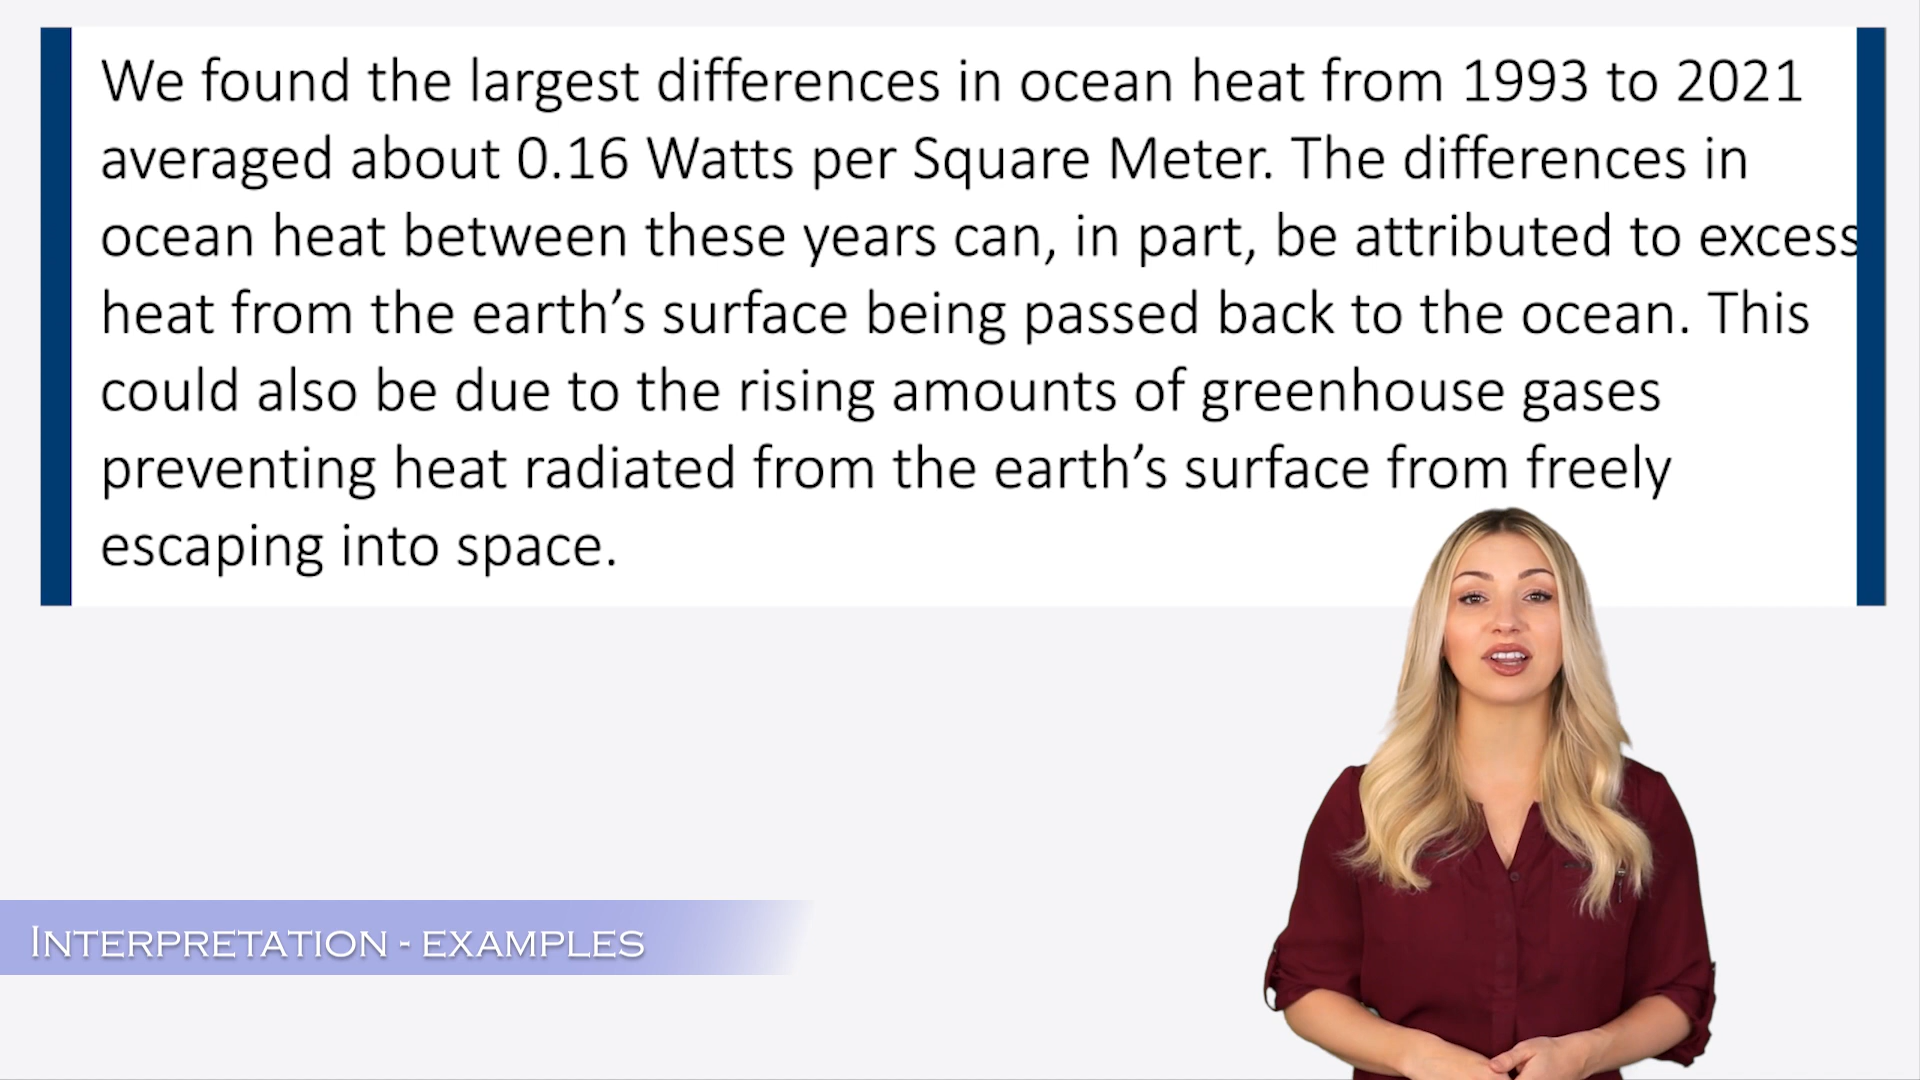 We found the largest differences in ocean heat from 1993 to 2021
averaged about 0.16 Watts per Square Meter. The differences in
ocean heat between these years can, in part, be attributed to excess
heat from the earth’s surface being passed back to the ocean. This
could also be due to the rising amounts of greenhouse gases
preventing heat radiated from the earth’s surface from freely
escaping into space.
INTERPRETATION - EXAMPLES